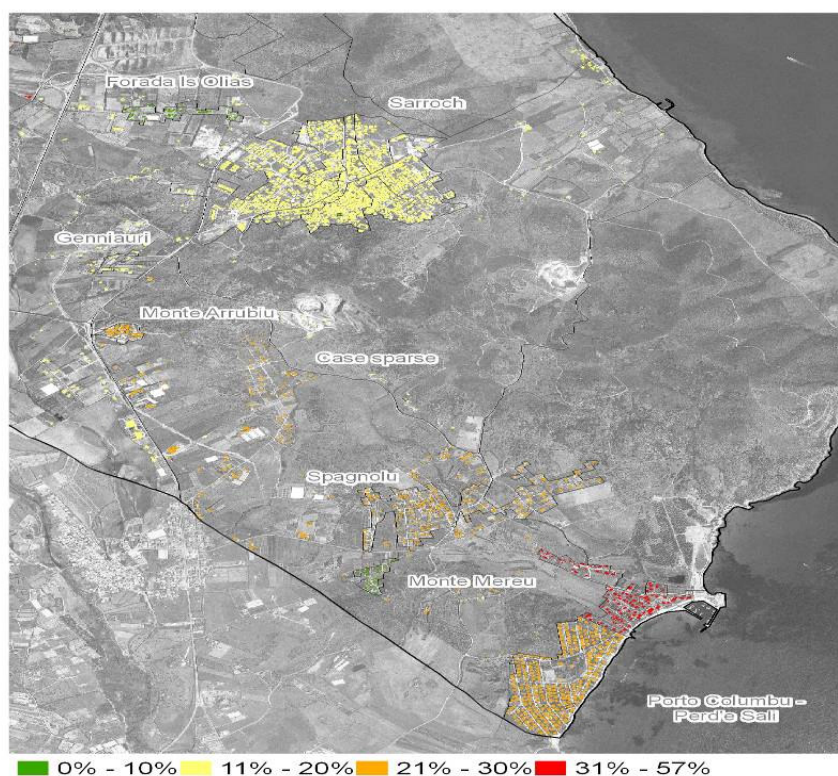 Forada Is Olias
Sarroch
Genniauri
Monte Arrubiu
Case sparse
Spagnolu
Monte Mereu
Porto Columbu -
Perd'e Sali
0% - 10% 11% - 20% 21% - 30% 31% - 57%